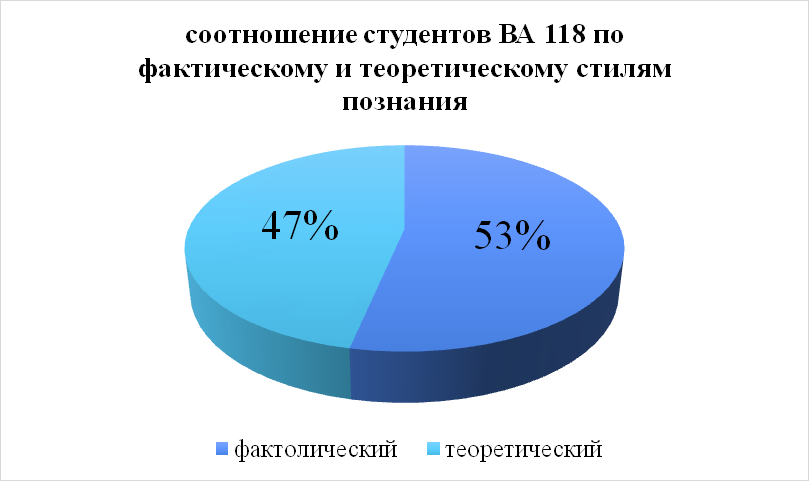 соотношение студентов ВА 118 по
фактическому и теоретическому стилям
познания
47%
53%
фактолический
теоретический